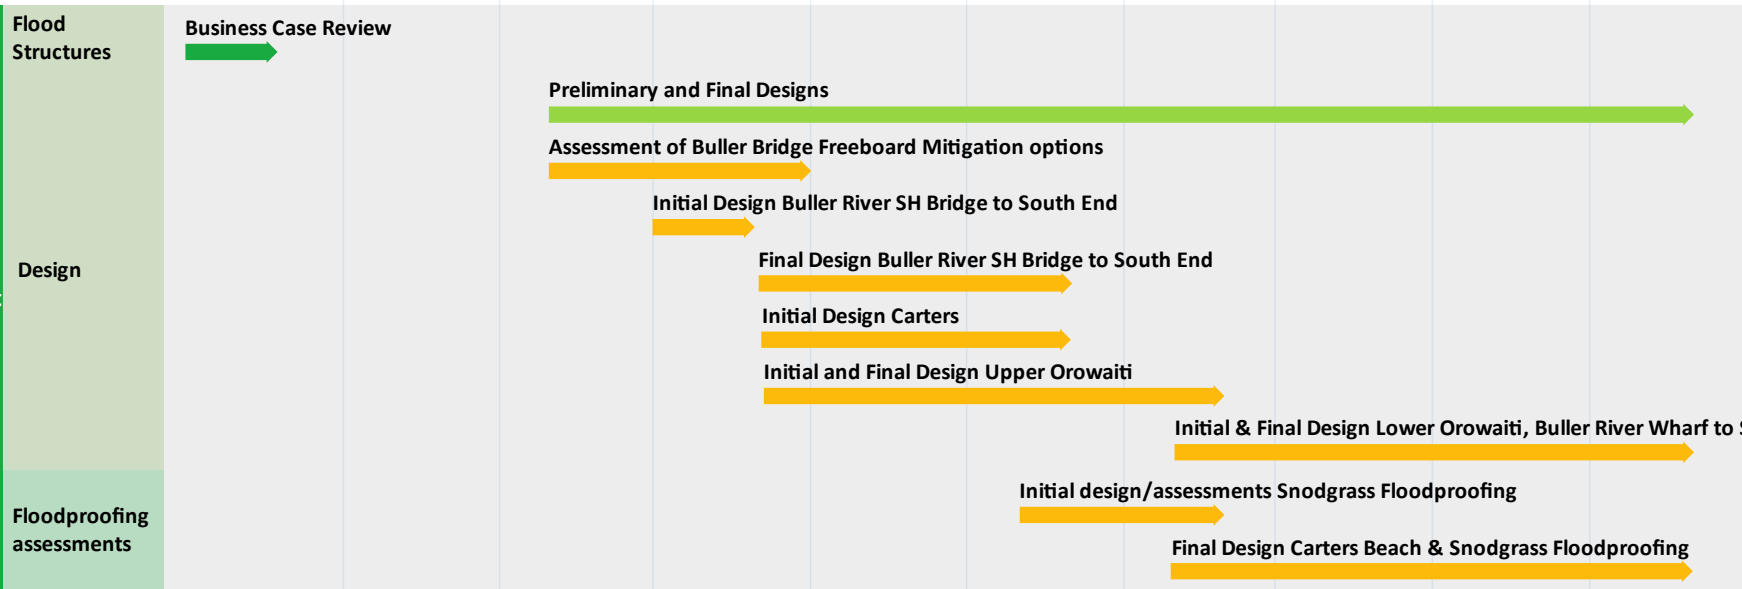 Flood
Structures
Business Case Review
Preliminary and Final Designs
Assessment of Buller Bridge Freeboard Mitigation options
Initial Design Buller River SH Bridge to South End
Design
Final Design Buller River SH Bridge to South End
Initial Design Carters
Initial and Final Design Upper Orowaiti
Initial & Final Design Lower Orowaiti, Buller River Wharf to
Floodproofing
assessments
Initial design/assessments Snodgrass Floodproofing
Final Design Carters Beach & Snodgrass Floodproofing